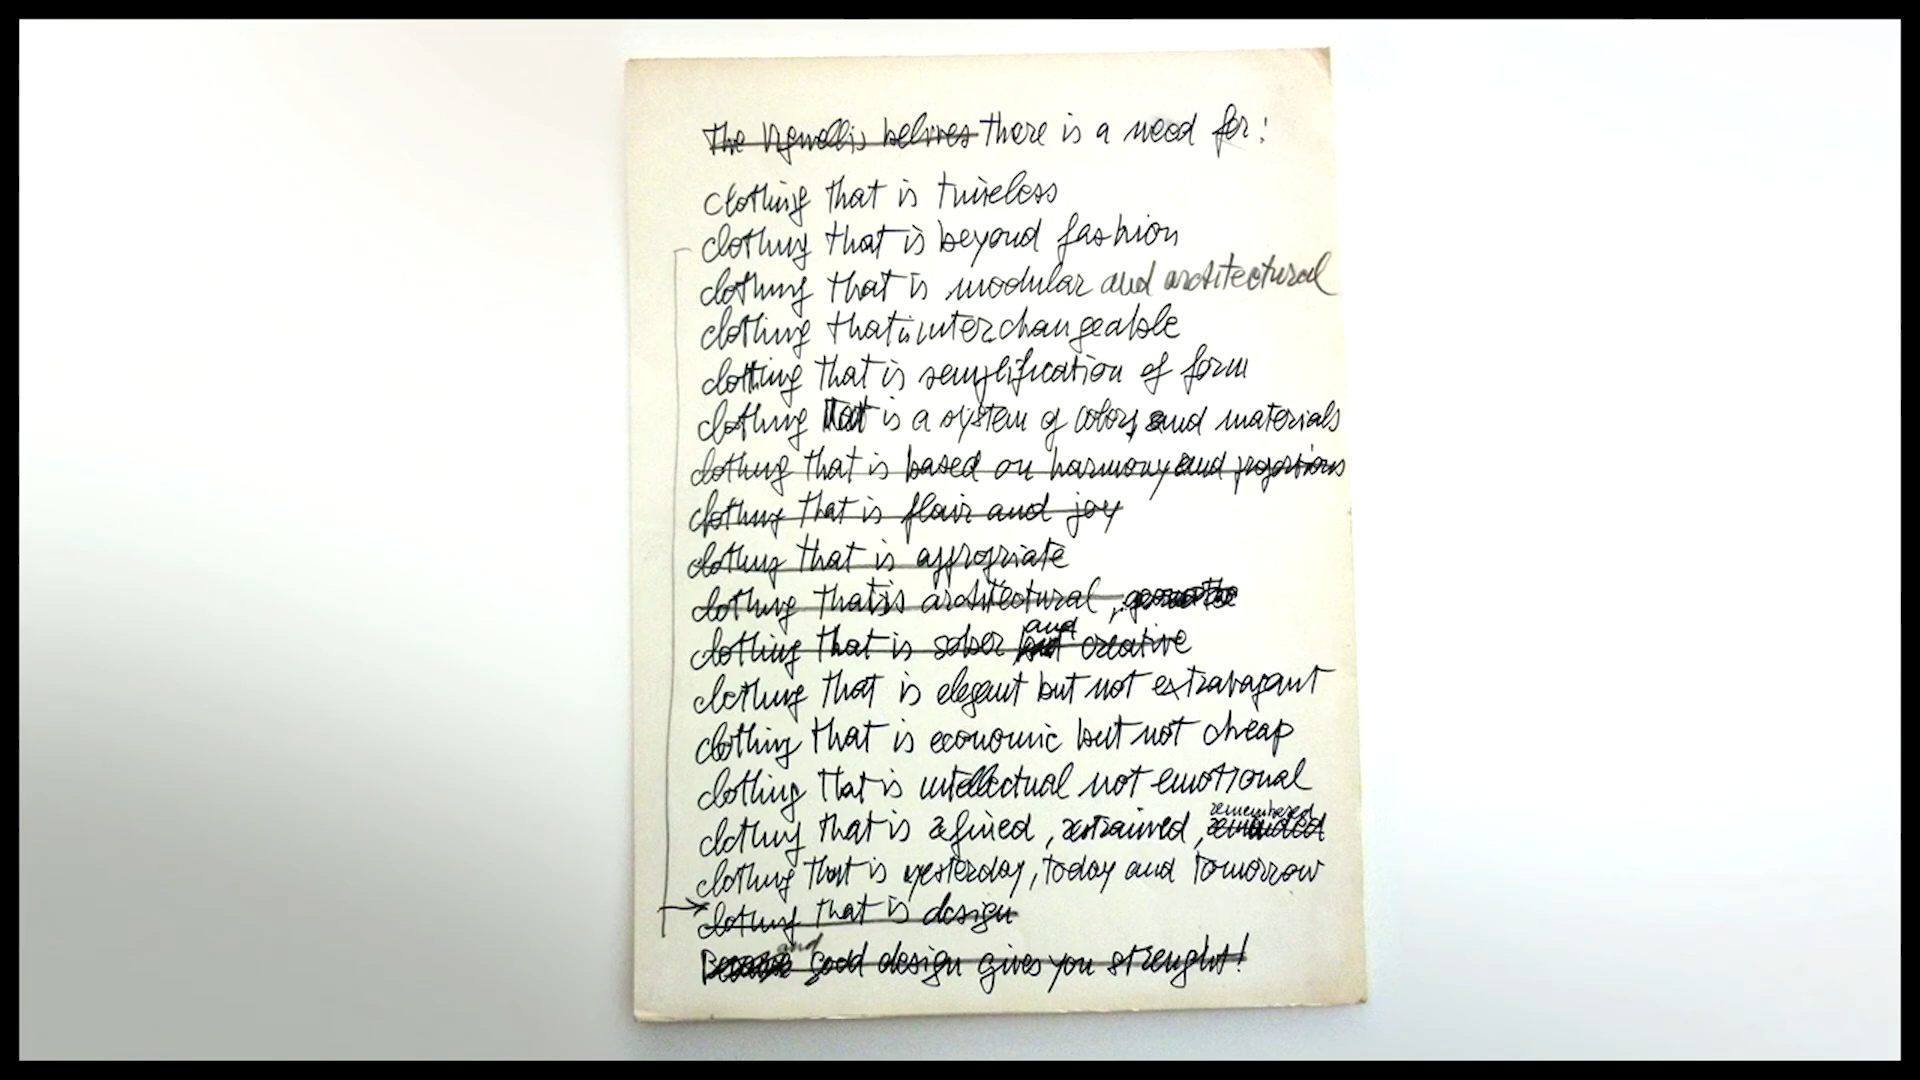 The Vignellis belives there is a need for:
clothing that is timeless
clothing that is beyond fashion
clothing that is modular and architectural
clothing that is interchangeable
clothing that is semplification of form
clothing that is a system of colors and materials
clothing that is based on harmony and proportions
clothing that is flair and joy
clothing that is appropriate
clothing that is architectural,
and
clothing that is sober but creative
clothing that is elegant but not extravagant
clothing that is economic but not cheap
clothing that is intellectual not emotional
remembered
clothing that is refined, restrained,
clothing that is yesterday, today and tomorrow
clothing that is design
and
Because good design gives you strenght!